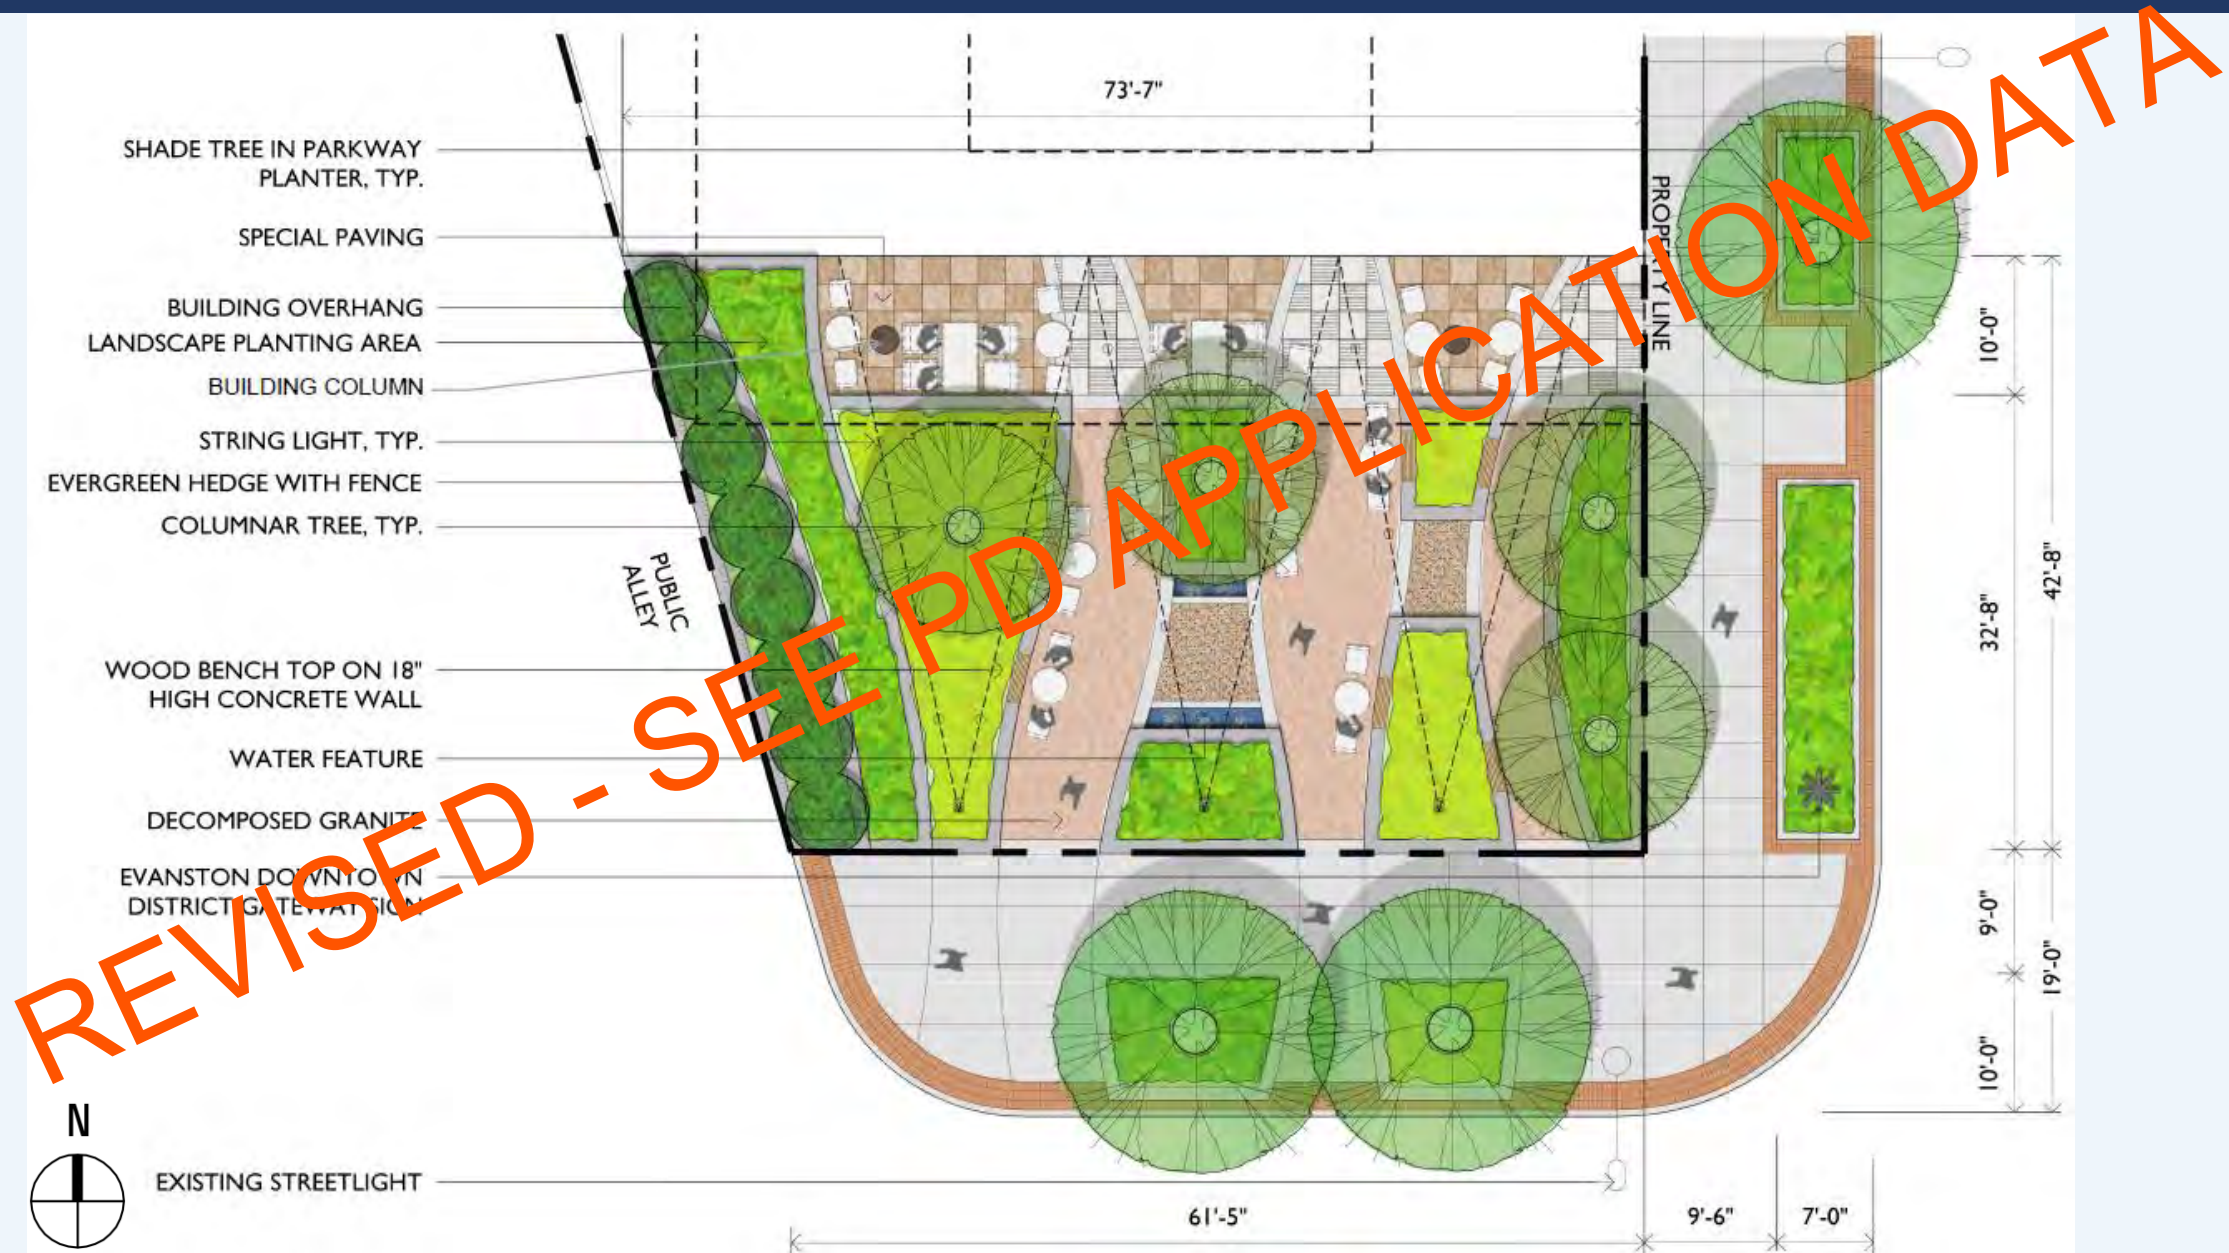 73'-7"
SHADE TREE IN PARKWAY
PLANTER, TYP.
SPECIAL PAVING
BUILDING OVERHANG
LANDSCAPE PLANTING AREA
BUILDING COLUMN
STRING LIGHT, TYP.
EVERGREEN HEDGE WITH FENCE
COLUMNAR TREE, TYP.
WOOD BENCH TOP ON 18"
HIGH CONCRETE WALL
WATER FEATURE
DECOMPOSED GRANITE
EVANSTON DOWNTOWN
DISTRICT GATEWAY SIGN
EXISTING STREETLIGHT
N
PUBLIC
ALLEY
PROPERTY LINE
REVISED - SEE PD APPLICATION DATA
10'-0"
32'-8"
42'-8"
9'-0"
19'-0"
10'-0"
61'-5"
9'-6"
7'-0"